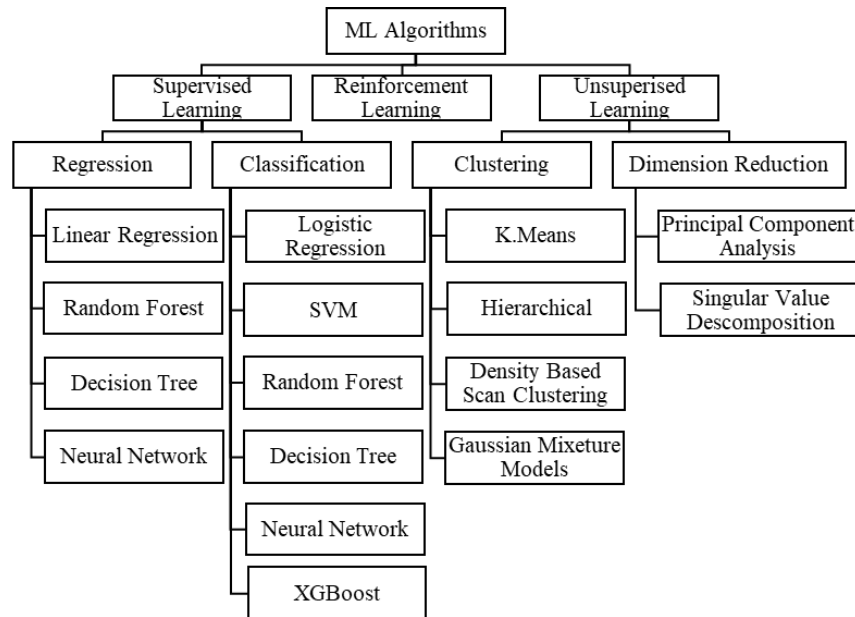 ML Algorithms
Supervised
Learning
Reinforcement
Learning
Unsuperised
Learning
Regression
Classification
Clustering
Dimension Reduction
Linear Regression
Random Forest
Decision Tree
Neural Network
Logistic
Regression
SVM
Random Forest
Decision Tree
Neural Network
XGBoost
K.Means
Hierarchical
Density Based
Scan Clustering
Gaussian Mixeture
Models
Principal Component
Analysis
Singular Value
Descomposition